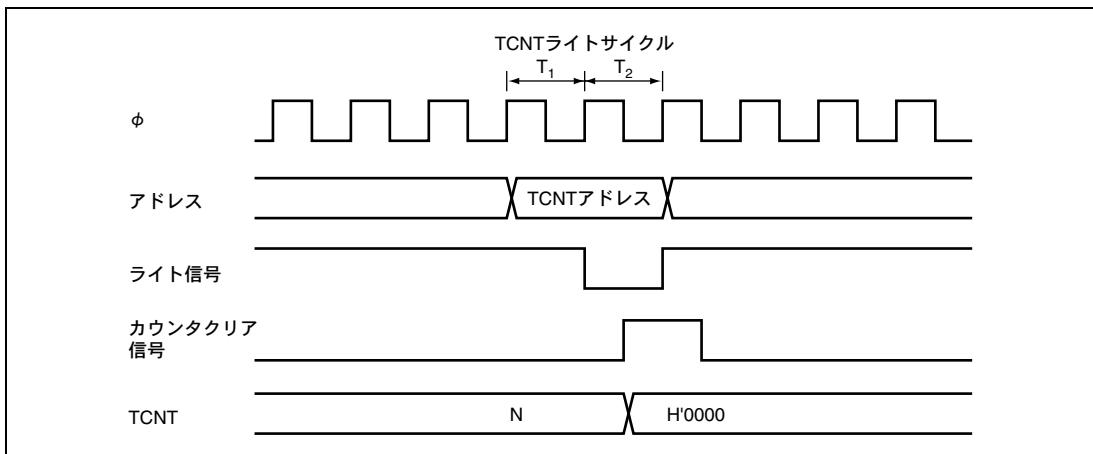 TCNTライトサイクル
T1 T2
φ
アドレス
TCNTアドレス
ライト信号
カウンタクリア
信号
TCNT
N
H'0000